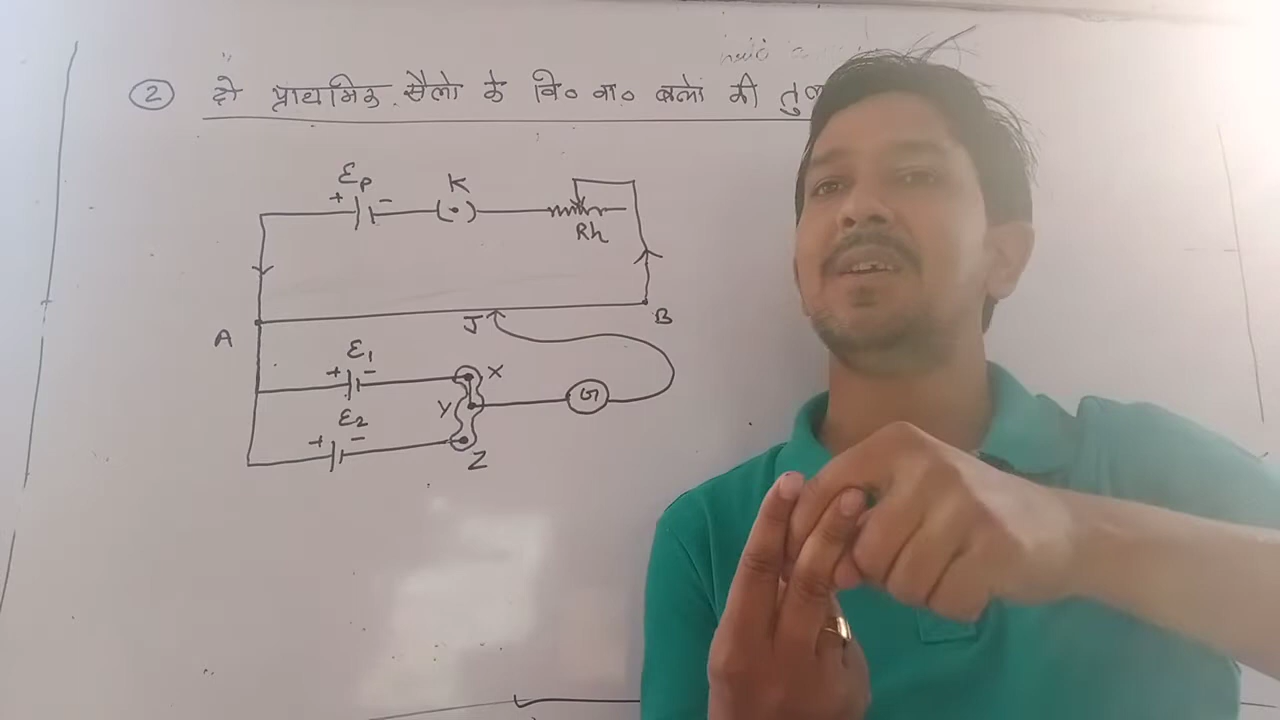 ② दो प्राथमिक सैलो के वि० वा० बलो की
Ep
+ - K
(•)
Rh
A J B
E1
+ - X
Y G
E2
+ - Z